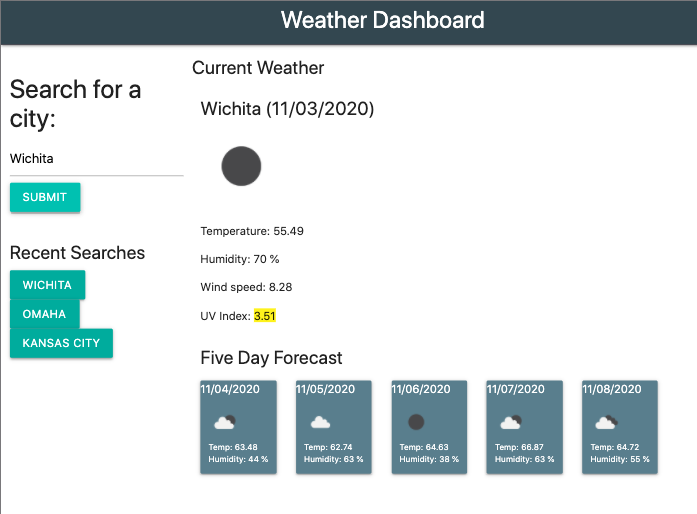 Weather Dashboard
Search for a
city:
Wichita
SUBMIT
Recent Searches
WICHITA
OMAHA
KANSAS CITY
Current Weather
Wichita (11/03/2020)
Temperature: 55.49
Humidity: 70 %
Wind speed: 8.28
UV Index: 3.51
Five Day Forecast
11/04/2020
Temp: 63.48
Humidity: 44 %
11/05/2020
Temp: 62.74
Humidity: 63 %
11/06/2020
Temp: 64.63
Humidity: 38 %
11/07/2020
Temp: 66.87
Humidity: 63 %
11/08/2020
Temp: 64.72
Humidity: 55 %